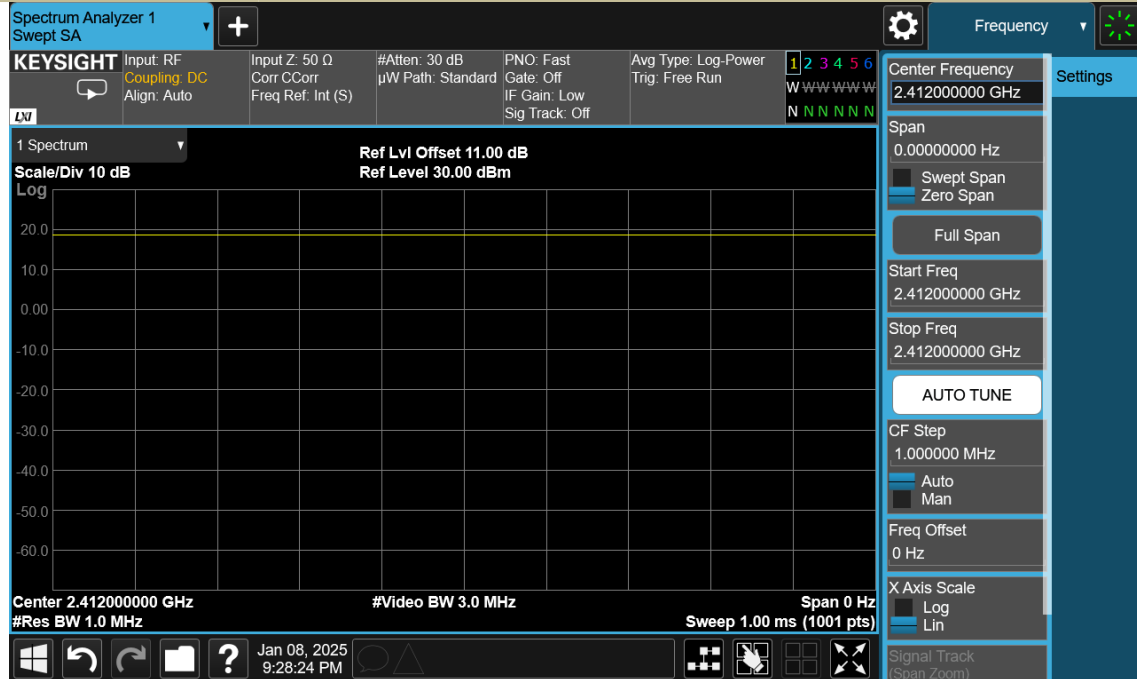 Spectrum Analyzer 1
Swept SA
+
Frequency
KEYSIGHT
LXI
Input: RF
Coupling: DC
Align: Auto
Input Z: 50 Ω
Corr CCorr
Freq Ref: Int (S)
#Atten: 30 dB
µW Path: Standard
PNO: Fast
Gate: Off
IF Gain: Low
Sig Track: Off
Avg Type: Log-Power
Trig: Free Run
1 2 3 4 5 6
W W W W W W
N N N N N N
1 Spectrum
Scale/Div 10 dB
Log
Ref Lvl Offset 11.00 dB
Ref Level 30.00 dBm
20.0
10.0
0.00
-10.0
-20.0
-30.0
-40.0
-50.0
-60.0
Center 2.412000000 GHz
#Res BW 1.0 MHz
#Video BW 3.0 MHz
Span 0 Hz
Sweep 1.00 ms (1001 pts)
?
Jan 08, 2025
9:28:24 PM
Center Frequency
2.412000000 GHz
Span
0.00000000 Hz
Swept Span
Zero Span
Full Span
Start Freq
2.412000000 GHz
Stop Freq
2.412000000 GHz
AUTO TUNE
CF Step
1.000000 MHz
Auto
Man
Freq Offset
0 Hz
X Axis Scale
Log
Lin
Signal Track
(Span Zoom)
Settings